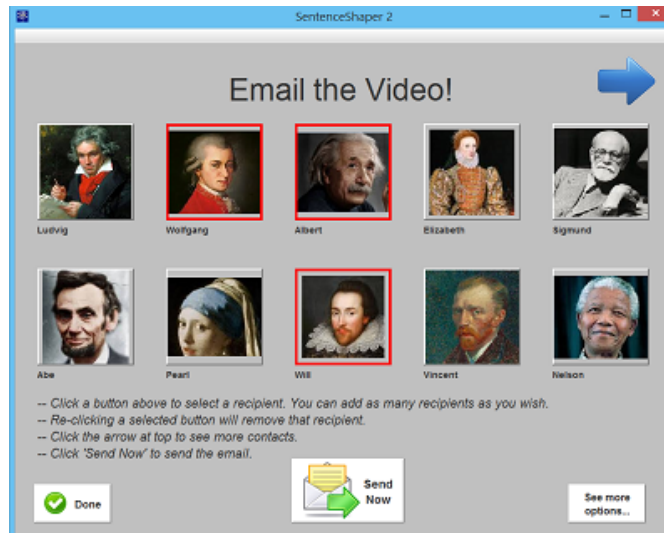 SentenceShaper 2
Email the Video!
Ludvig
Wolfgang
Albert
Elizabeth
Sigmund
Abe
Pearl
Will
Vincent
Nelson
-- Click a button above to select a recipient. You can add as many recipients as you wish.
-- Re-clicking a selected button will remove that recipient.
-- Click the arrow at top to see more contacts.
-- Click 'Send Now' to send the email.
Done
Send
Now
See more
options...